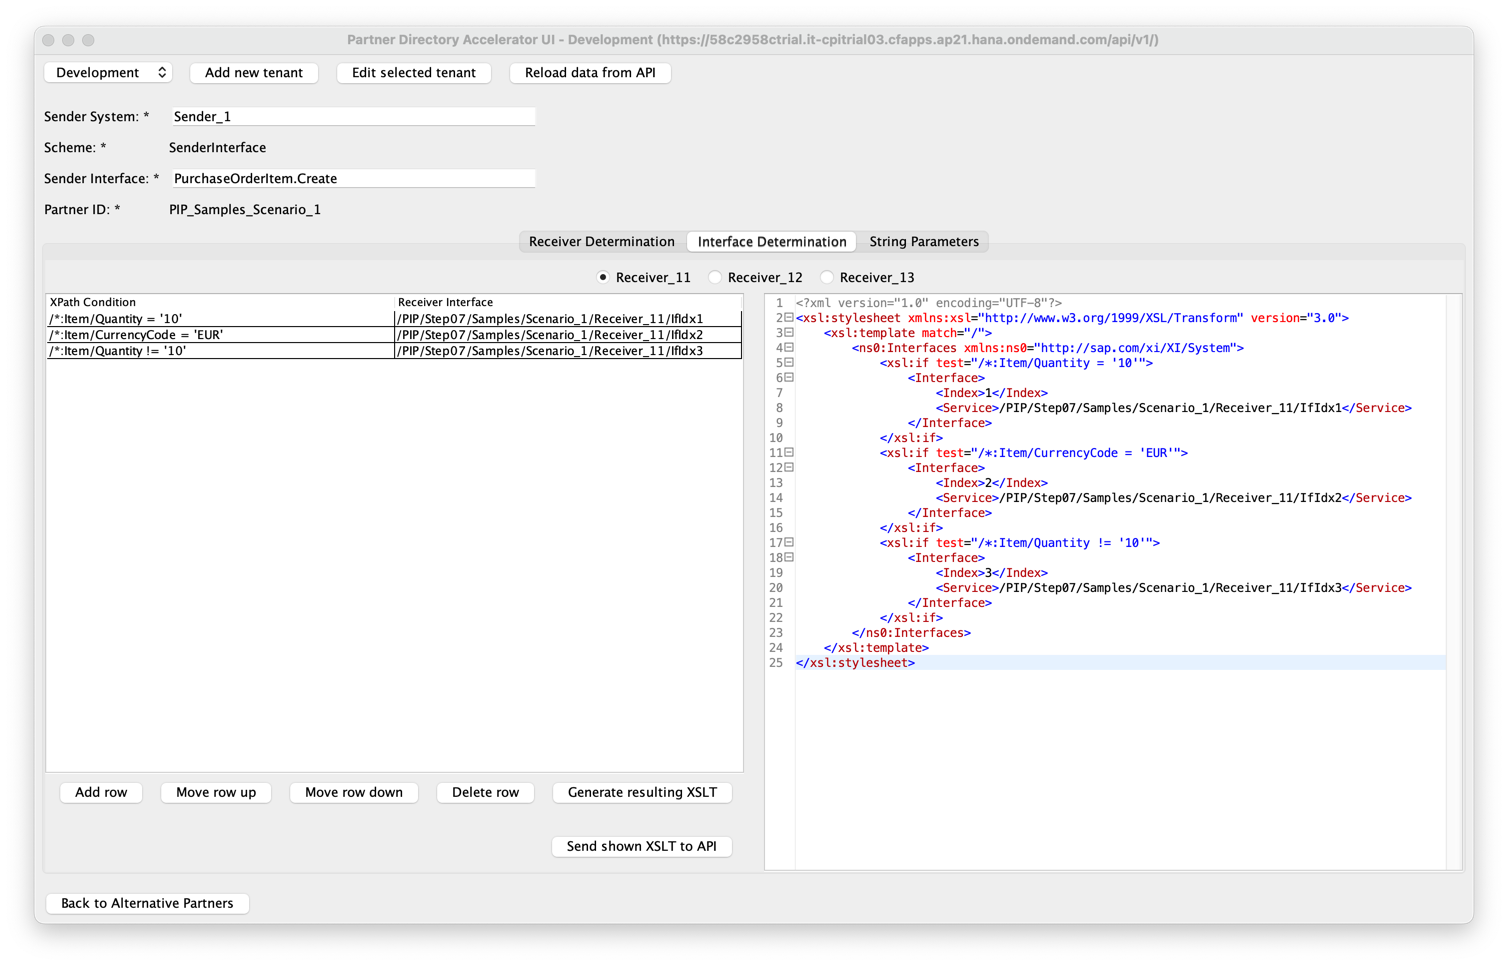 Partner Directory Accelerator UI - Development (https://58c2958ctrial.it-cpitrial03.cfapps.ap21.hana.ondemand.com/api/v1/)
Development Add new tenant Edit selected tenant Reload data from API
Sender System: * Sender_1
Scheme: * SenderInterface
Sender Interface: * PurchaseOrderItem.Create
Partner ID: * PIP_Samples_Scenario_1
Receiver Determination Interface Determination String Parameters
Receiver_11 Receiver_12 Receiver_13
XPath Condition Receiver Interface
/*:Item/Quantity = '10' /PIP/Step07/Samples/Scenario_1/Receiver_11/IfIdx1
/*:Item/CurrencyCode = 'EUR' /PIP/Step07/Samples/Scenario_1/Receiver_11/IfIdx2
/*:Item/Quantity != '10' /PIP/Step07/Samples/Scenario_1/Receiver_11/IfIdx3
1 <?xml version="1.0" encoding="UTF-8"?>
2 <xsl:stylesheet xmlns:xsl="http://www.w3.org/1999/XSL/Transform" version="3.0">
3 <xsl:template match="/">
4 <ns0:Interfaces xmlns:ns0="http://sap.com/xi/XI/System">
5 <xsl:if test="/*:Item/Quantity = '10'">
6 <Interface>
7 <Index>1</Index>
8 <Service>/PIP/Step07/Samples/Scenario_1/Receiver_11/IfIdx1</Service>
9 </Interface>
10 </xsl:if>
11 <xsl:if test="/*:Item/CurrencyCode = 'EUR'">
12 <Interface>
13 <Index>2</Index>
14 <Service>/PIP/Step07/Samples/Scenario_1/Receiver_11/IfIdx2</Service>
15 </Interface>
16 </xsl:if>
17 <xsl:if test="/*:Item/Quantity != '10'">
18 <Interface>
19 <Index>3</Index>
20 <Service>/PIP/Step07/Samples/Scenario_1/Receiver_11/IfIdx3</Service>
21 </Interface>
22 </xsl:if>
23 </ns0:Interfaces>
24 </xsl:template>
25 </xsl:stylesheet>
Add row Move row up Move row down Delete row Generate resulting XSLT
Send shown XSLT to API
Back to Alternative Partners